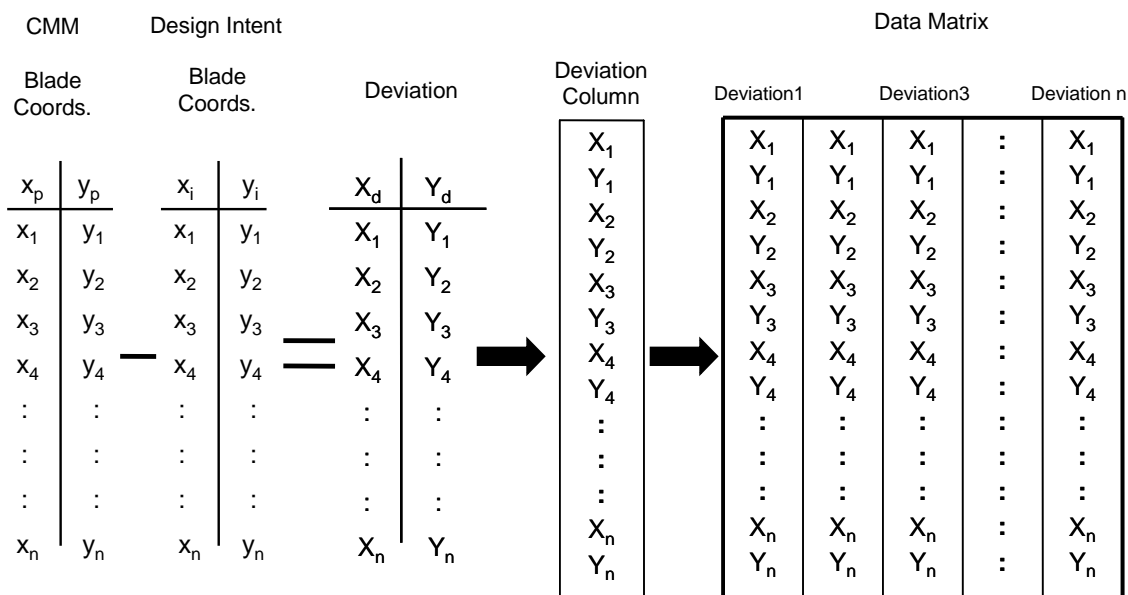 CMM Design Intent Data Matrix
Blade Coords. Blade Coords. Deviation Deviation Column Deviation1 Deviation3 Deviation n
xₚ yₚ xᵢ yᵢ X_d Y_d
x₁ y₁ x₁ y₁ X₁ Y₁
x₂ y₂ x₂ y₂ X₂ Y₂
x₃ y₃ x₃ y₃ X₃ Y₃
x₄ y₄ − x₄ y₄ = X₄ Y₄
: : : : : :
: : : : : :
: : : : : :
xₙ yₙ xₙ yₙ Xₙ Yₙ
X₁ X₁ X₁ X₁ : X₁
Y₁ Y₁ Y₁ Y₁ : Y₁
X₂ X₂ X₂ X₂ : X₂
Y₂ Y₂ Y₂ Y₂ : Y₂
X₃ X₃ X₃ X₃ : X₃
Y₃ Y₃ Y₃ Y₃ : Y₃
X₄ X₄ X₄ X₄ : X₄
Y₄ Y₄ Y₄ Y₄ : Y₄
: : : : : :
: : : : : :
: : : : : :
Xₙ Xₙ Xₙ Xₙ : Xₙ
Yₙ Yₙ Yₙ Yₙ : Yₙ